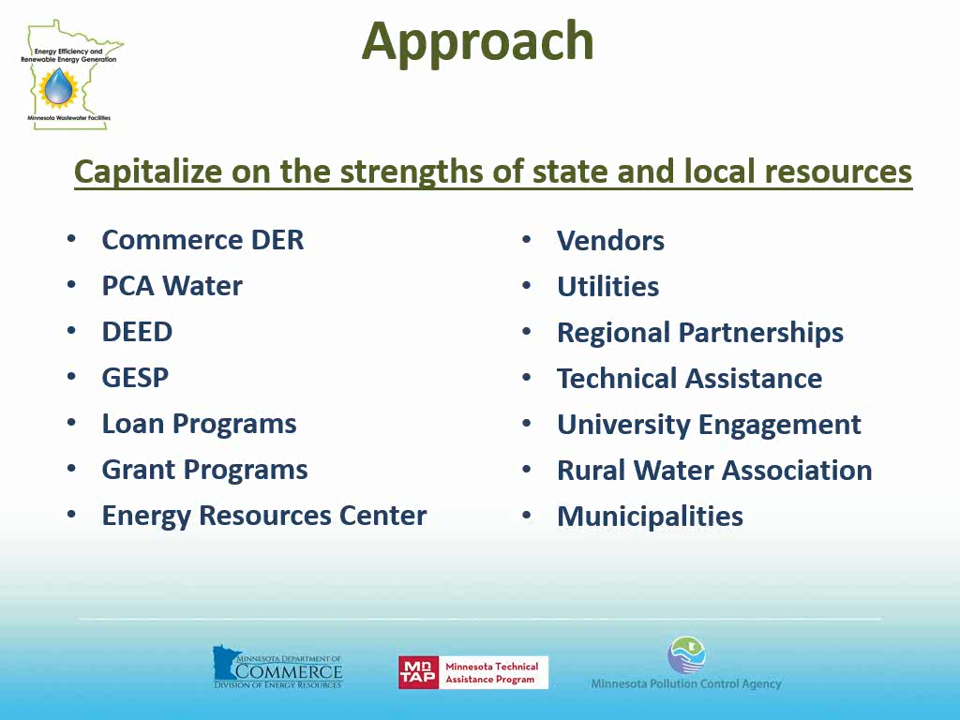 Approach
Energy Efficiency and
Renewable Energy Generation
Minnesota Wastewater Facilities
Capitalize on the strengths of state and local resources
• Commerce DER
• PCA Water
• DEED
• GESP
• Loan Programs
• Grant Programs
• Energy Resources Center
• Vendors
• Utilities
• Regional Partnerships
• Technical Assistance
• University Engagement
• Rural Water Association
• Municipalities
MINNESOTA DEPARTMENT OF
COMMERCE
DIVISION OF ENERGY RESOURCES
MnTAP
Minnesota Technical
Assistance Program
Minnesota Pollution Control Agency